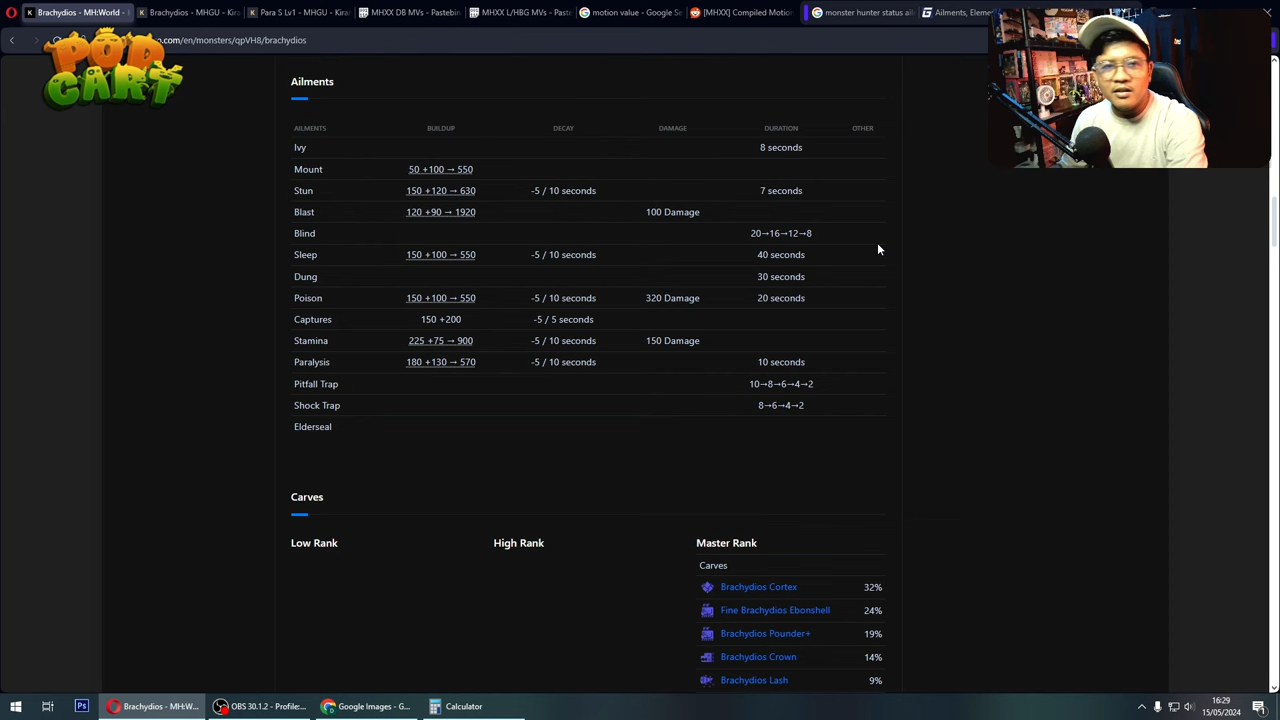 Brachydios - MH:World - 
Brachydios - MHGU - Kira
Para S Lv1 - MHGU - Kira
MHXX DB MVs - Pastebin.
MHXX L/HBG MVs - Paste
motion value - Google Se
[MHXX] Compiled Motion
monster hunter status ail
Ailments, Elem
.com/en/monsters/qpVH8/brachydios
POD CART
Ailments
AILMENTS BUILDUP DECAY DAMAGE DURATION OTHER
Ivy 8 seconds
Mount 50 +100 → 550
Stun 150 +120 → 630 -5 / 10 seconds 7 seconds
Blast 120 +90 → 1920 100 Damage
Blind 20→16→12→8
Sleep 150 +100 → 550 -5 / 10 seconds 40 seconds
Dung 30 seconds
Poison 150 +100 → 550 -5 / 10 seconds 320 Damage 20 seconds
Captures 150 +200 -5 / 5 seconds
Stamina 225 +75 → 900 -5 / 10 seconds 150 Damage
Paralysis 180 +130 → 570 -5 / 10 seconds 10 seconds
Pitfall Trap 10→8→6→4→2
Shock Trap 8→6→4→2
Elderseal
Carves
Low Rank High Rank Master Rank
Carves
Brachydios Cortex 32%
Fine Brachydios Ebonshell 24%
Brachydios Pounder+ 19%
Brachydios Crown 14%
Brachydios Lash 9%
Ps Brachydios - MH:W... OBS 30.1.2 - Profile:... Google Images - G... Calculator 16:29
15/05/2024